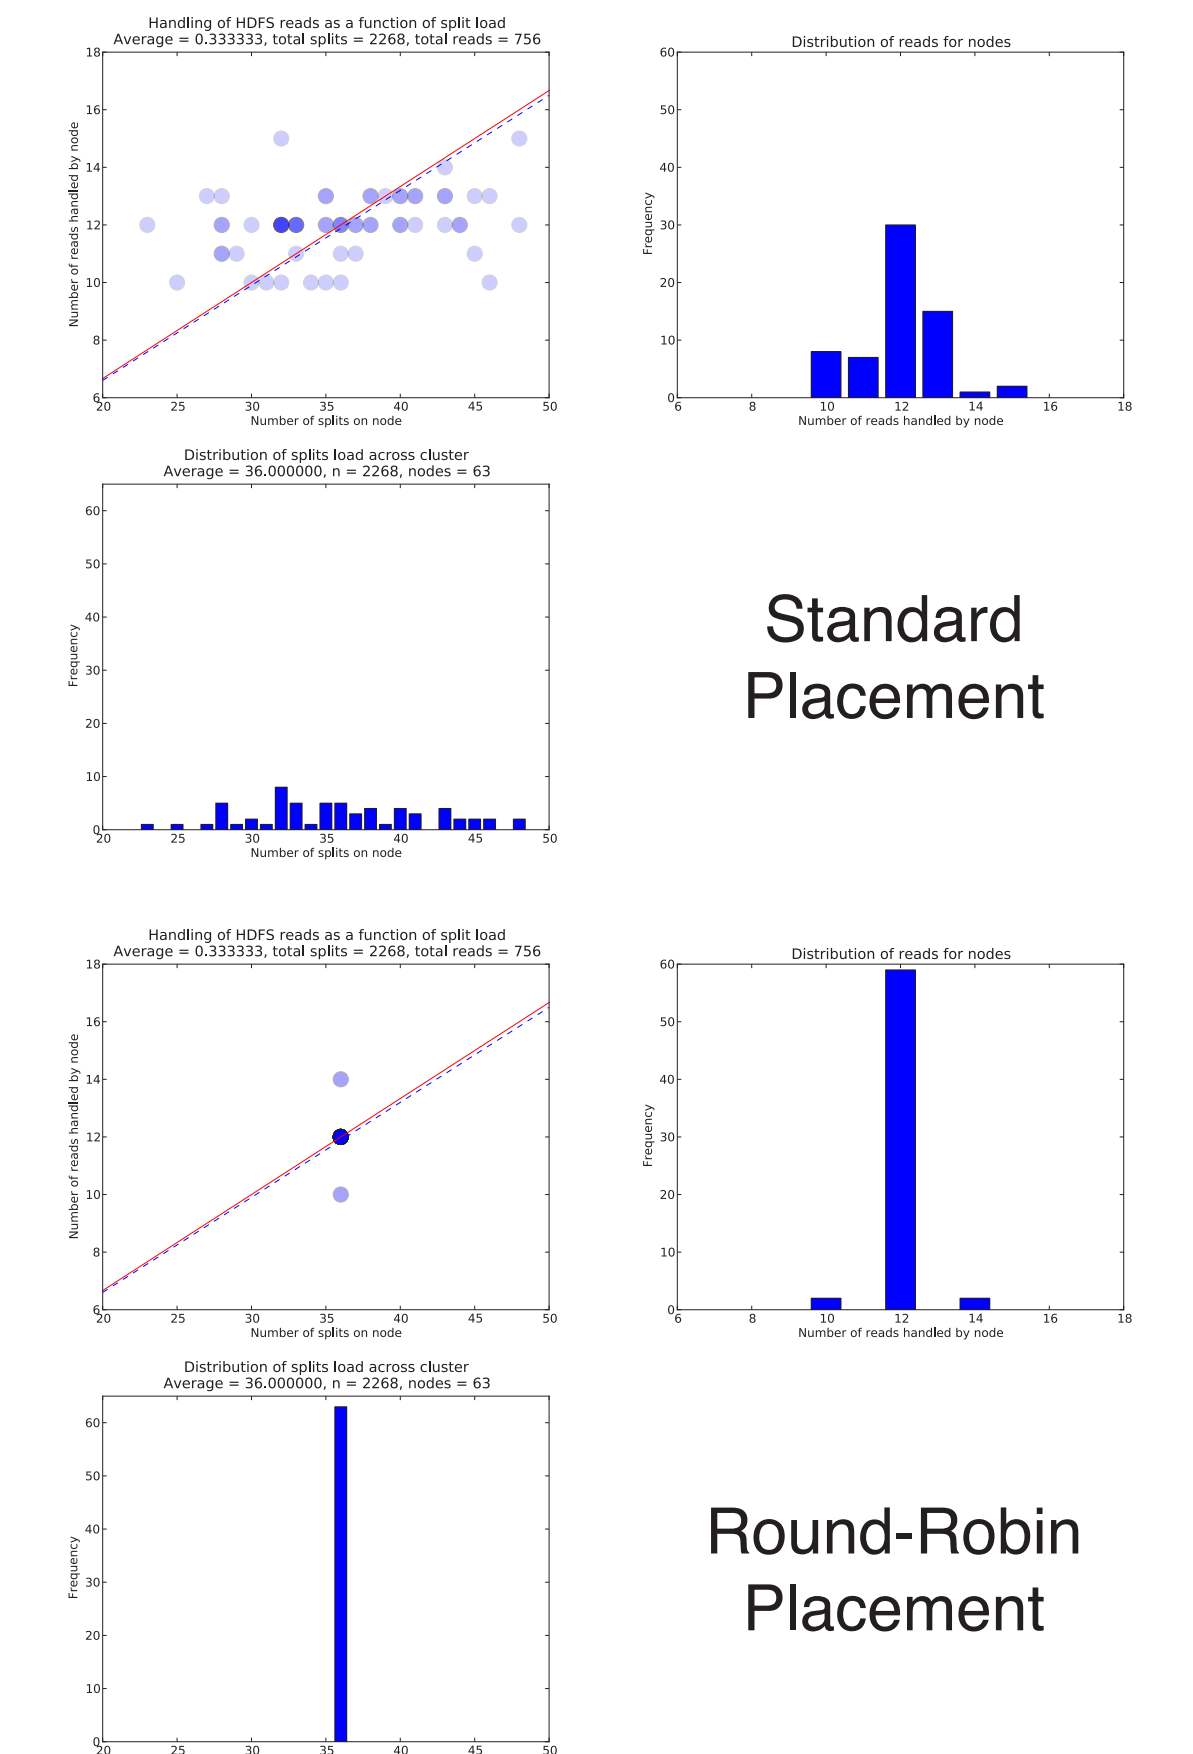 Handling of HDFS reads as a function of split load
Average = 0.333333, total splits = 2268, total reads = 756
18
16
14
12
10
8
6
Number of reads handled by node
20 25 30 35 40 45 50
Number of splits on node
Distribution of reads for nodes
60
50
40
30
20
10
0
Frequency
6 8 10 12 14 16 18
Number of reads handled by node
Distribution of splits load across cluster
Average = 36.000000, n = 2268, nodes = 63
60
50
40
30
20
10
0
Frequency
20 25 30 35 40 45 50
Number of splits on node
Standard
Placement
Handling of HDFS reads as a function of split load
Average = 0.333333, total splits = 2268, total reads = 756
18
16
14
12
10
8
6
Number of reads handled by node
20 25 30 35 40 45 50
Number of splits on node
Distribution of reads for nodes
60
50
40
30
20
10
0
Frequency
6 8 10 12 14 16 18
Number of reads handled by node
Distribution of splits load across cluster
Average = 36.000000, n = 2268, nodes = 63
60
50
40
30
20
10
0
Frequency
20 25 30 35 40 45 50
Round-Robin
Placement